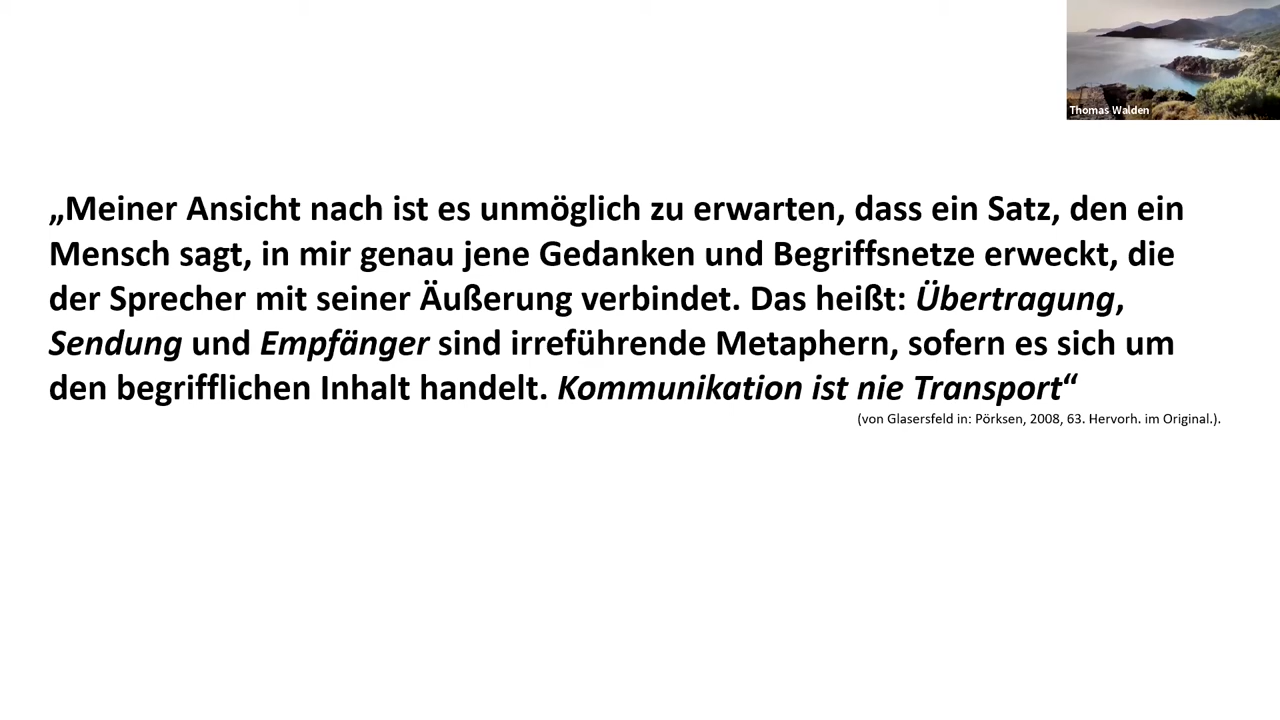 Thomas Walden
„Meiner Ansicht nach ist es unmöglich zu erwarten, dass ein Satz, den ein
Mensch sagt, in mir genau jene Gedanken und Begriffsnetze erweckt, die
der Sprecher mit seiner Äußerung verbindet. Das heißt: Übertragung,
Sendung und Empfänger sind irreführende Metaphern, sofern es sich um
den begrifflichen Inhalt handelt. Kommunikation ist nie Transport“
(von Glasersfeld in: Pörksen, 2008, 63. Hervorh. im Original.).